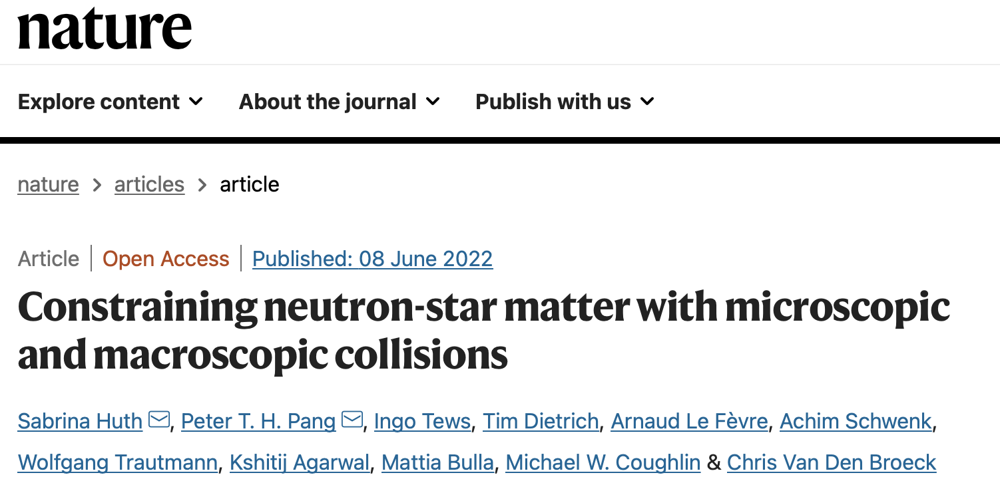 nature
Explore content About the journal Publish with us
nature > articles > article
Article | Open Access | Published: 08 June 2022
Constraining neutron-star matter with microscopic
and macroscopic collisions
Sabrina Huth, Peter T. H. Pang, Ingo Tews, Tim Dietrich, Arnaud Le Fèvre, Achim Schwenk,
Wolfgang Trautmann, Kshitij Agarwal, Mattia Bulla, Michael W. Coughlin & Chris Van Den Broeck